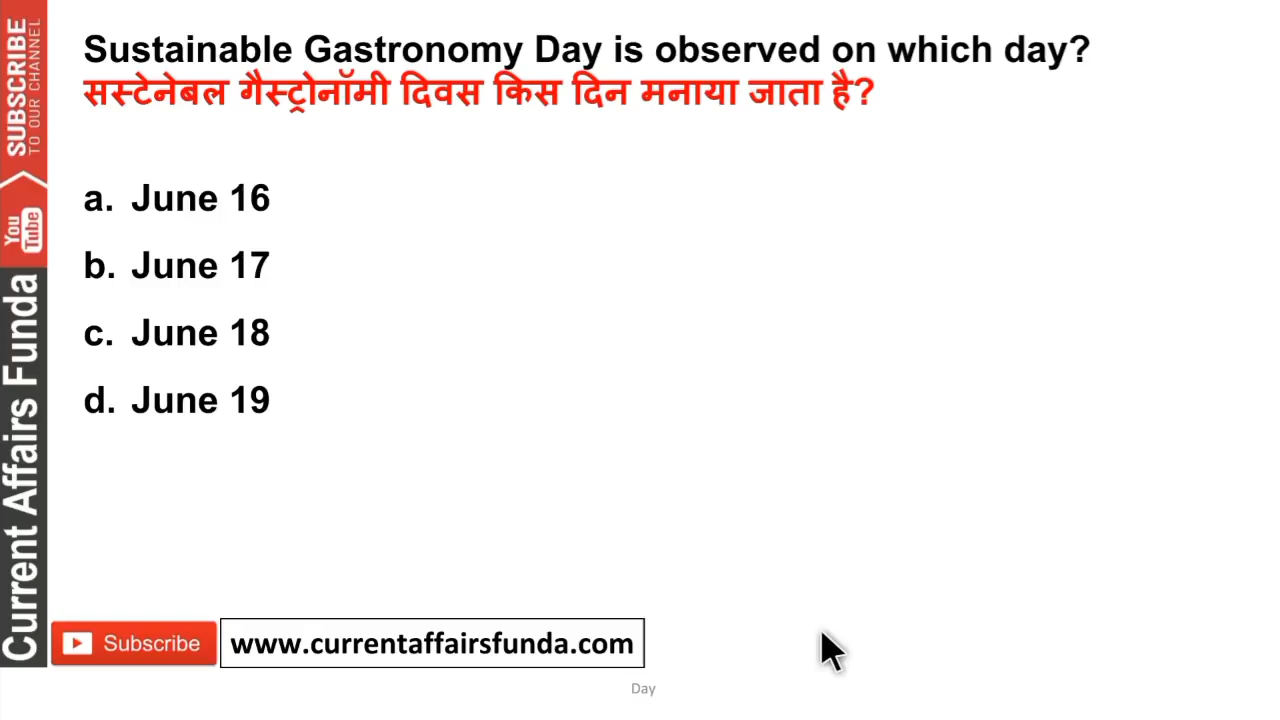 Sustainable Gastronomy Day is observed on which day?
सस्टेनेबल गैस्ट्रोनॉमी दिवस किस दिन मनाया जाता है?
a. June 16
b. June 17
c. June 18
d. June 19
SUBSCRIBE
TO OUR CHANNEL
You
Tube
Current Affairs Funda
Subscribe
www.currentaffairsfunda.com
Day